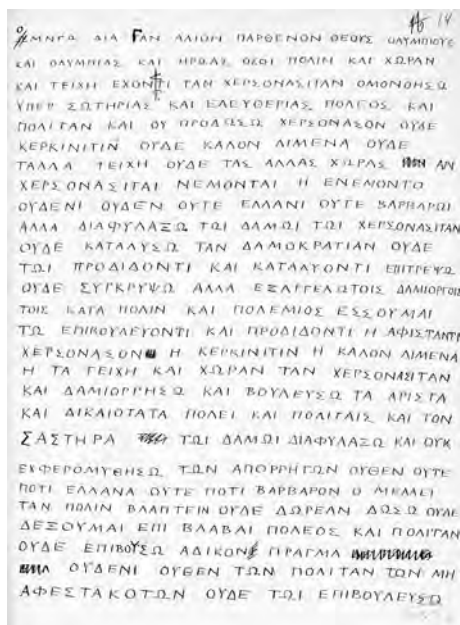 14
ΟΜΝΥΩ ΔΙΑ ΓΑΝ ΑΛΙΟΝ ΠΑΡΘΕΝΟΝ ΘΕΟΥΣ ΟΛΥΜΠΙΟΥΣ
ΚΑΙ ΟΛΥΜΠΙΑΣ ΚΑΙ ΗΡΩΑΣ ΟΣΟΙ ΠΟΛΙΝ ΚΑΙ ΧΩΡΑΝ
ΚΑΙ ΤΕΙΧΗ ΕΧΟΝΤΙ ΤΑΝ ΧΕΡΣΟΝΑΣΙΤΑΝ ΟΜΟΝΟΗΣΩ
ΥΠΕΡ ΣΩΤΗΡΙΑΣ ΚΑΙ ΕΛΕΥΘΕΡΙΑΣ ΠΟΛΕΟΣ ΚΑΙ
ΠΟΛΙΤΑΝ ΚΑΙ ΟΥ ΠΡΟΔΩΣΩ ΧΕΡΣΟΝΑΣΟΝ ΟΥΔΕ
ΚΕΡΚΙΝΙΤΙΝ ΟΥΔΕ ΚΑΛΟΝ ΛΙΜΕΝΑ ΟΥΔΕ
ΤΑΛΛΑ ΤΕΙΧΗ ΟΥΔΕ ΤΑΣ ΑΛΛΑΣ ΧΩΡΑΣ ΑΝ
ΧΕΡΣΟΝΑΣΙΤΑΙ ΝΕΜΟΝΤΑΙ Η ΕΝΕΜΟΝΤΟ
ΟΥΔΕΝΙ ΟΥΔΕΝ ΟΥΤΕ ΕΛΛΑΝΙ ΟΥΤΕ ΒΑΡΒΑΡΩΙ
ΑΛΛΑ ΔΙΑΦΥΛΑΞΩ ΤΩΙ ΔΑΜΩΙ ΤΩΙ ΧΕΡΣΟΝΑΣΙΤΑΝ
ΟΥΔΕ ΚΑΤΑΛΥΣΩ ΤΑΝ ΔΑΜΟΚΡΑΤΙΑΝ ΟΥΔΕ
ΤΩΙ ΠΡΟΔΙΔΟΝΤΙ ΚΑΙ ΚΑΤΑΛΥΟΝΤΙ ΕΠΙΤΡΕΨΩ
ΟΥΔΕ ΣΥΓΚΡΥΨΩ ΑΛΛΑ ΕΞΑΓΓΕΛΩ ΤΟΙΣ ΔΑΜΙΟΡΓΟΙΣ
ΤΟΙΣ ΚΑΤΑ ΠΟΛΙΝ ΚΑΙ ΠΟΛΕΜΙΟΣ ΕΣΣΟΥΜΑΙ
ΤΩ ΕΠΙΒΟΥΛΕΥΟΝΤΙ ΚΑΙ ΠΡΟΔΙΔΟΝΤΙ Η ΑΦΙΣΤΑΝΤΙ
ΧΕΡΣΟΝΑΣΟΝ Η ΚΕΡΚΙΝΙΤΙΝ Η ΚΑΛΟΝ ΛΙΜΕΝΑ
Η ΤΑ ΤΕΙΧΗ ΚΑΙ ΧΩΡΑΝ ΤΑΝ ΧΕΡΣΟΝΑΣΙΤΑΝ
ΚΑΙ ΔΑΜΙΟΡΓΗΣΩ ΚΑΙ ΒΟΥΛΕΥΣΩ ΤΑ ΑΡΙΣΤΑ
ΚΑΙ ΔΙΚΑΙΟΤΑΤΑ ΠΟΛΕΙ ΚΑΙ ΠΟΛΙΤΑΙΣ ΚΑΙ ΤΟΝ
ΣΑΣΤΗΡΑ ΤΩΙ ΔΑΜΩΙ ΔΙΑΦΥΛΑΞΩ ΚΑΙ ΟΥΚ
ΕΚΦΕΡΟΜΥΘΗΣΩ ΤΩΝ ΑΠΟΡΡΗΤΩΝ ΟΥΘΕΝ ΟΥΤΕ
ΠΟΤΙ ΕΛΛΑΝΑ ΟΥΤΕ ΠΟΤΙ ΒΑΡΒΑΡΟΝ Ο ΜΕΛΛΕΙ
ΤΑΝ ΠΟΛΙΝ ΒΛΑΠΤΕΙΝ ΟΥΔΕ ΔΩΡΕΑΝ ΔΩΣΩ ΟΥΔΕ
ΔΕΞΟΥΜΑΙ ΕΠΙ ΒΛΑΒΑΙ ΠΟΛΕΟΣ ΚΑΙ ΠΟΛΙΤΑΝ
ΟΥΔΕ ΕΠΙΒΟΥΣΩ ΑΔΙΚΟΝ ΠΡΑΓΜΑ
ΟΥΔΕΝΙ ΟΥΘΕΝ ΤΩΝ ΠΟΛΙΤΑΝ ΤΩΝ ΜΗ
ΑΦΕΣΤΑΚΟΤΩΝ ΟΥΔΕ ΤΩΙ ΕΠΙΒΟΥΛΕΥΣΩ